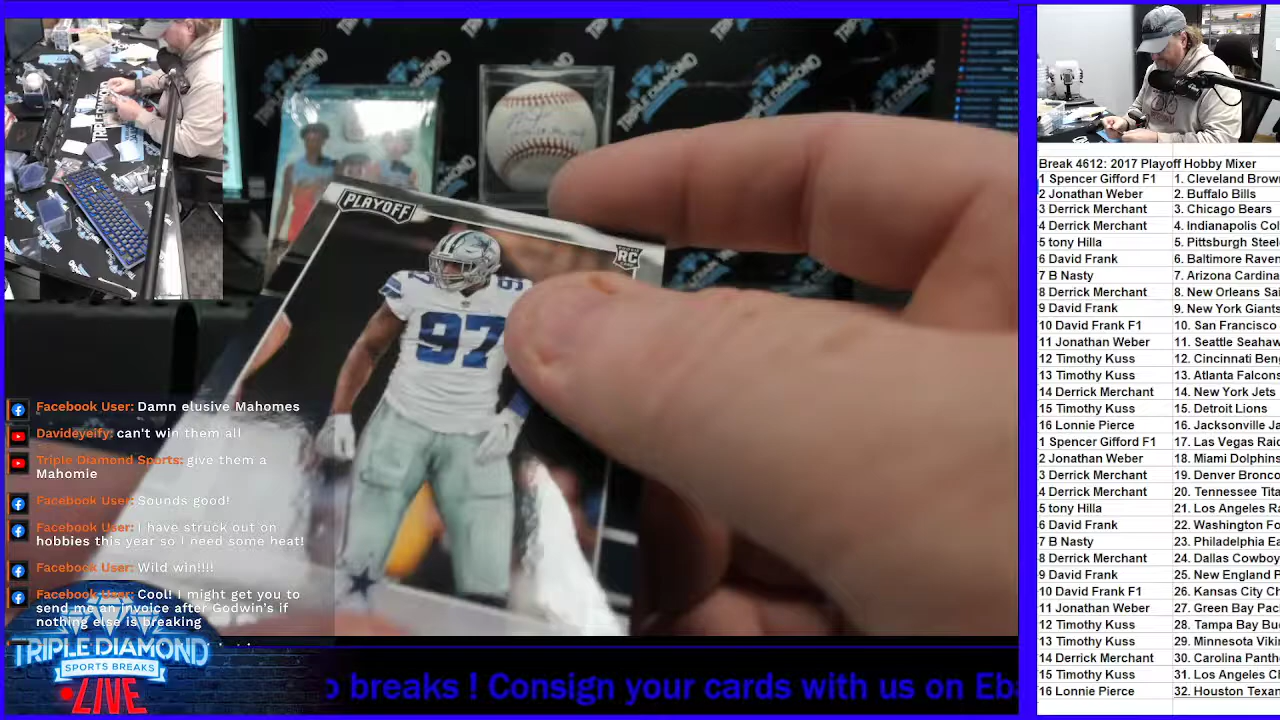 PLAYOFF
RC
97
97
TRIPLE DIAMOND
Facebook User: Damn elusive Mahomes
Davideyeify: can't win them all
Triple Diamond Sports: give them a
Mahomie
Facebook User: Sounds good!
Facebook User: I have struck out on
hobbies this year so I need some heat!
Facebook User: Wild win!!!!
Facebook User: Cool! I might get you to
send me an invoice after Godwin's if
nothing else is breaking
TRIPLE DIAMOND
SPORTS BREAKS
LIVE
breaks ! Consign
Break 4612: 2017 Playoff Hobby Mixer
1 Spencer Gifford F1 1. Cleveland Brown
2 Jonathan Weber 2. Buffalo Bills
3 Derrick Merchant 3. Chicago Bears
4 Derrick Merchant 4. Indianapolis Col
5 tony Hilla 5. Pittsburgh Steel
6 David Frank 6. Baltimore Raven
7 B Nasty 7. Arizona Cardina
8 Derrick Merchant 8. New Orleans Sai
9 David Frank 9. New York Giants
10 David Frank F1 10. San Francisco
11 Jonathan Weber 11. Seattle Seahaw
12 Timothy Kuss 12. Cincinnati Ben
13 Timothy Kuss 13. Atlanta Falcons
14 Derrick Merchant 14. New York Jets
15 Timothy Kuss 15. Detroit Lions
16 Lonnie Pierce 16. Jacksonville Ja
1 Spencer Gifford F1 17. Las Vegas Raid
2 Jonathan Weber 18. Miami Dolphins
3 Derrick Merchant 19. Denver Bronco
4 Derrick Merchant 20. Tennessee Tita
5 tony Hilla 21. Los Angeles Ra
6 David Frank 22. Washington Fo
7 B Nasty 23. Philadelphia Ea
8 Derrick Merchant 24. Dallas Cowb
9 David Frank 25. New England P
10 David Frank F1 26. Kansas City Ch
11 Jonathan Weber 27. Green Bay Pac
12 Timothy Kuss 28. Tampa Bay Buc
13 Timothy Kuss 29. Minnesota Viki
14 Derrick Merchant 30. Carolina Panth
15 Timothy Kuss 31. Los Angeles C
16 Lonnie Pierce 32. Houston Texan